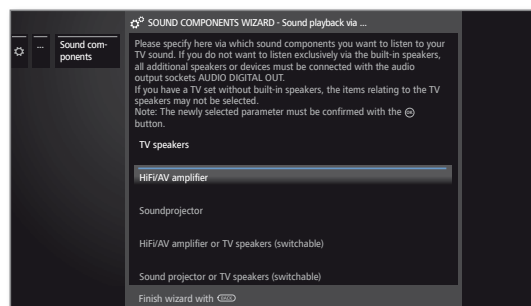 SOUND COMPONENTS WIZARD - Sound playback via ...
...
Sound com-
ponents
Please specify here via which sound components you want to listen to your
TV sound. If you do not want to listen exclusively via the built-in speakers,
all additional speakers or devices must be connected with the audio
output sockets AUDIO DIGITAL OUT.
If you have a TV set without built-in speakers, the items relating to the TV
speakers may not be selected.
Note: The newly selected parameter must be confirmed with the OK
button.
TV speakers
HiFi/AV amplifier
Soundprojector
HiFi/AV amplifier or TV speakers (switchable)
Sound projector or TV speakers (switchable)
Finish wizard with BACK